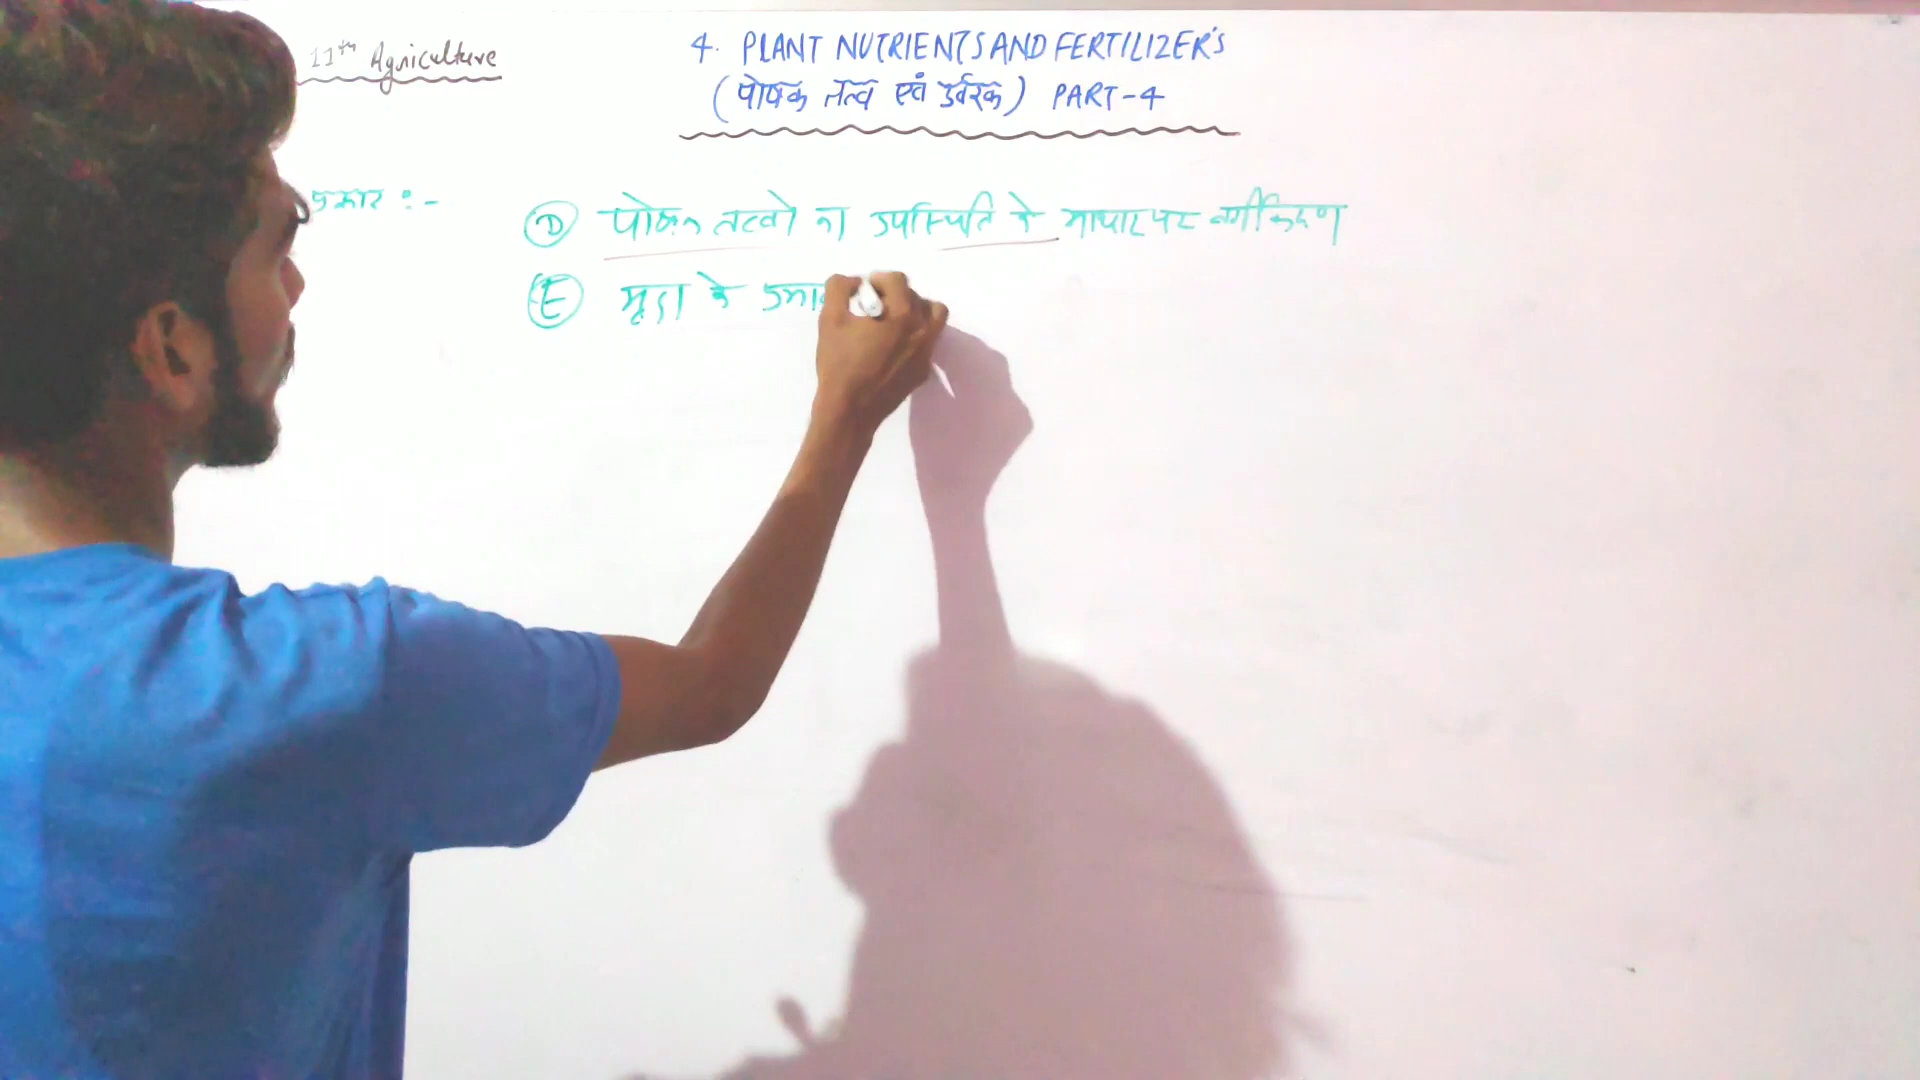 11th Agriculture
4. PLANT NUTRIENTS AND FERTILIZER'S
(पोषक तत्व एवं उर्वरक) PART-4
प्रकार :-
(D) पोषक तत्वो की उपस्थिति के आधार पर वर्गीकरण
(E) मृदा के